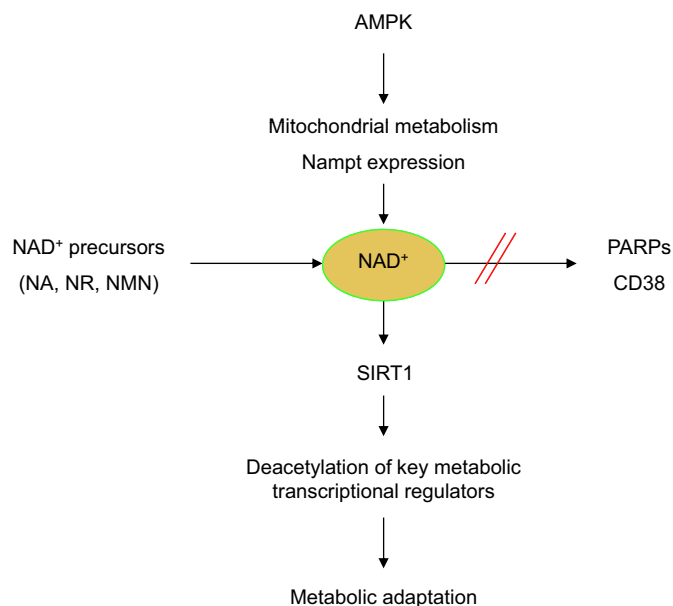 AMPK
Mitochondrial metabolism
Nampt expression
NAD⁺ precursors
(NA, NR, NMN)
NAD⁺
PARPs
CD38
SIRT1
Deacetylation of key metabolic
transcriptional regulators
Metabolic adaptation